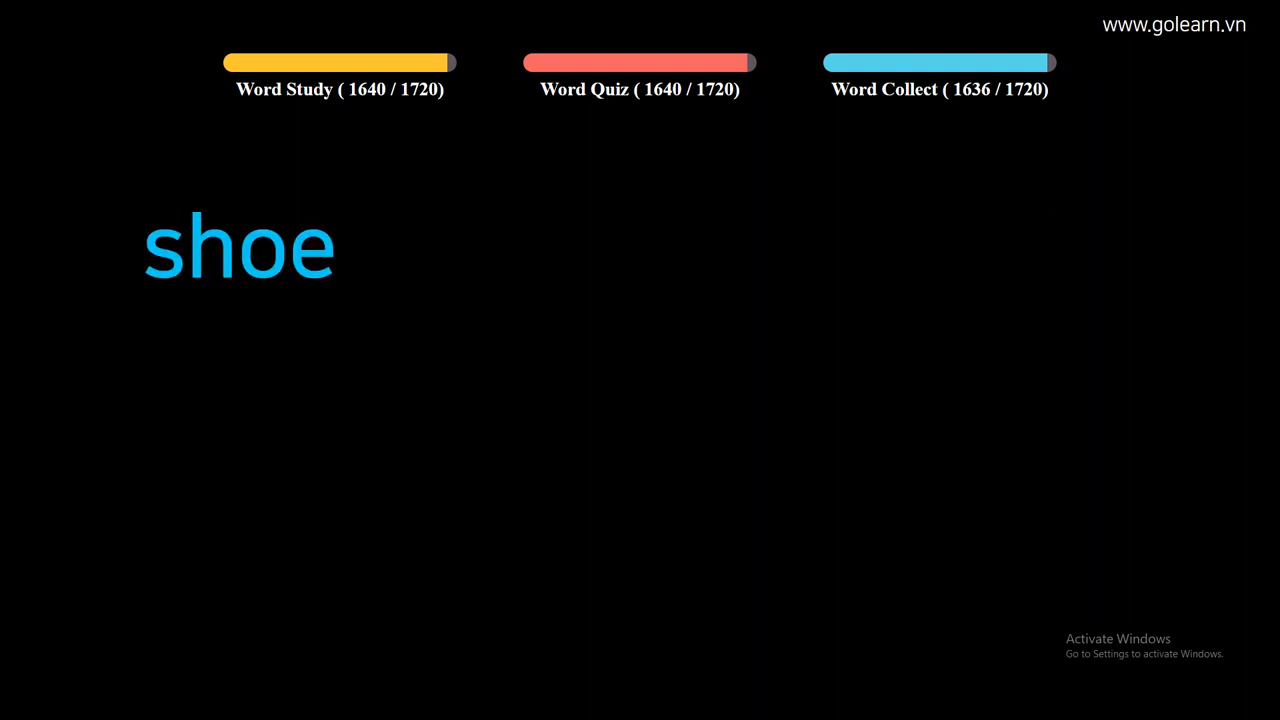 www.golearn.vn
Word Study ( 1640 / 1720)
Word Quiz ( 1640 / 1720)
Word Collect ( 1636 / 1720)
shoe
Activate Windows
Go to Settings to activate Windows.